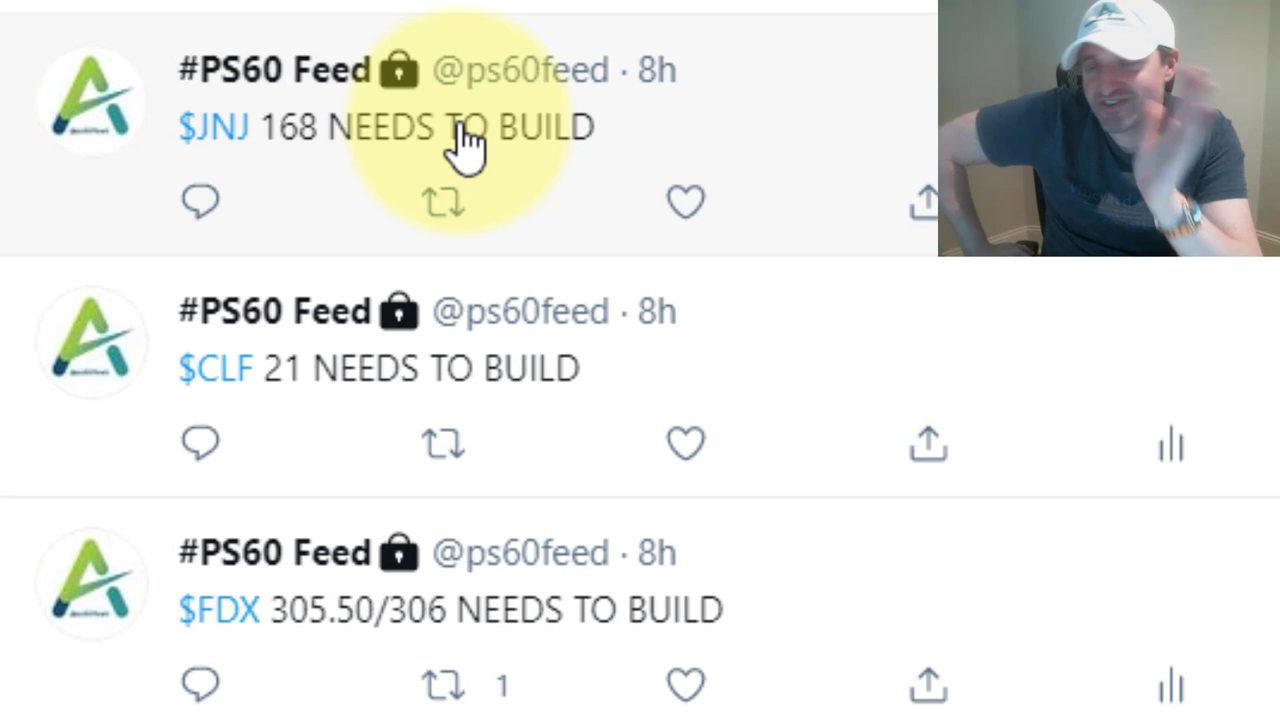 #PS60 Feed @ps60feed · 8h
$JNJ 168 NEEDS TO BUILD
#PS60 Feed @ps60feed · 8h
$CLF 21 NEEDS TO BUILD
#PS60 Feed @ps60feed · 8h
$FDX 305.50/306 NEEDS TO BUILD
1